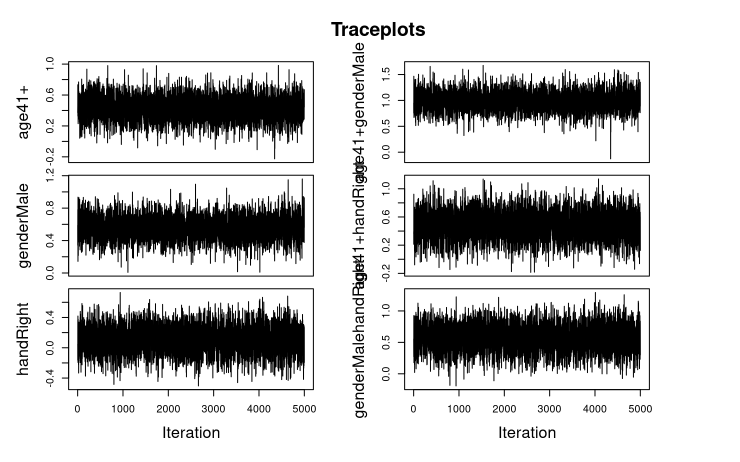 Traceplots
age41+
-0.2 0.2 0.6 1.0
age41+genderMale
0.0 0.5 1.0 1.5
genderMale
0.0 0.4 0.8 1.2
age41+handRight
-0.2 0.2 0.6 1.0
handRight
-0.4 0.0 0.4
genderMalehandRight
0.0 0.5 1.0
0 1000 2000 3000 4000 5000
0 1000 2000 3000 4000 5000
Iteration
Iteration